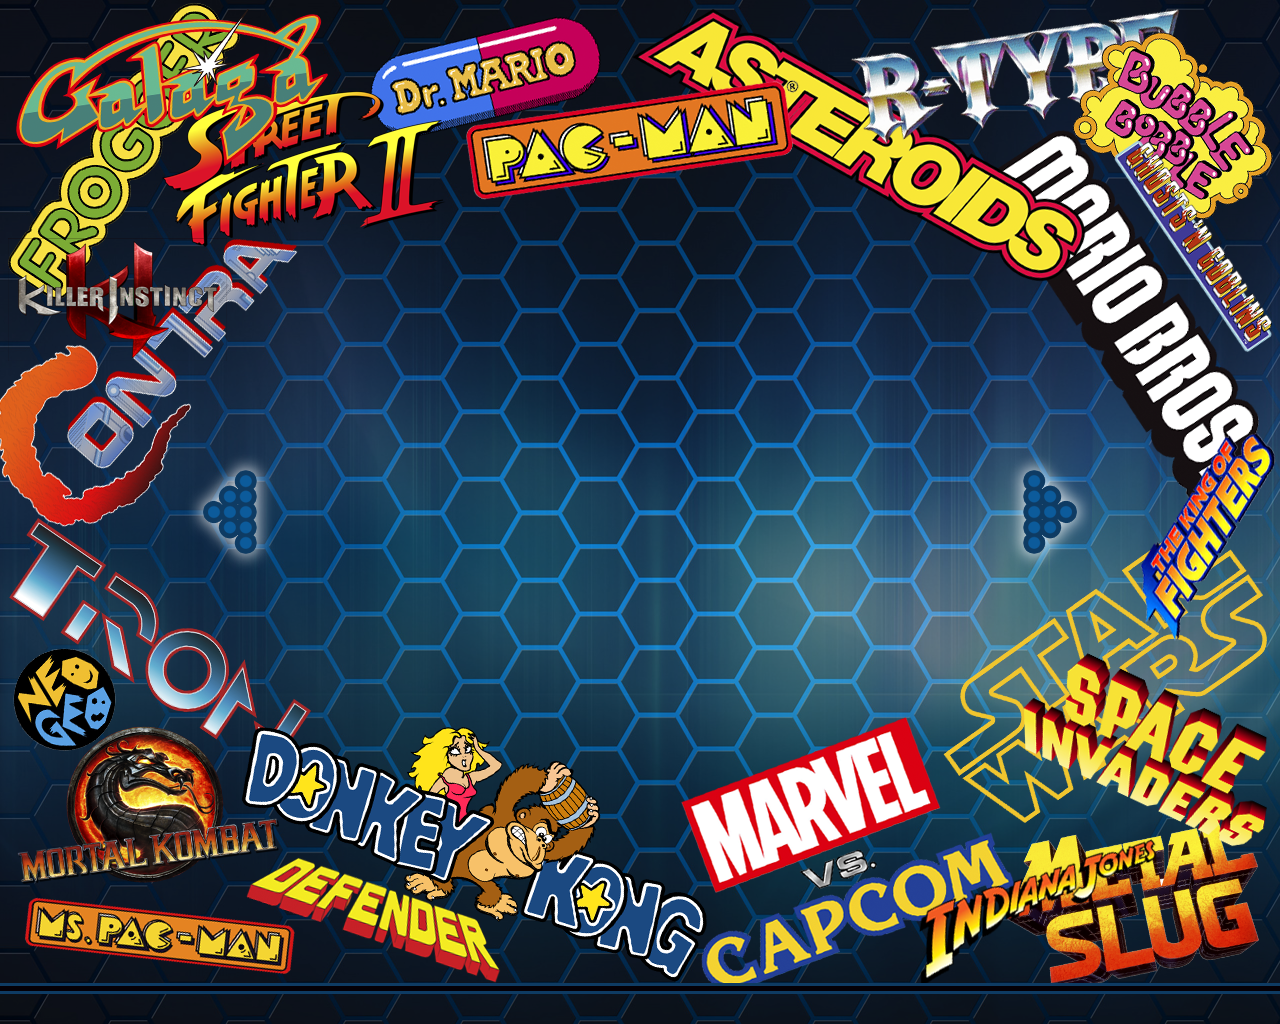 Galaga
FROGGER
STREET
FIGHTER II
Dr. MARIO
PAC-MAN
ASTEROIDS
®
R-TYPE
BUBBLE
BOBBLE
GHOSTS'N GOBLINS
MARIO BROS.
KI
KILLER INSTINCT
CONTRA
THE KING OF
FIGHTERS
TRON
STAR
WARS
SPACE
INVADERS
NEO
GEO
MORTAL KOMBAT
DONKEY
KONG
MARVEL
VS.
CAPCOM
DEFENDER
INDIANA JONES
METAL
SLUG
MS. PAC-MAN